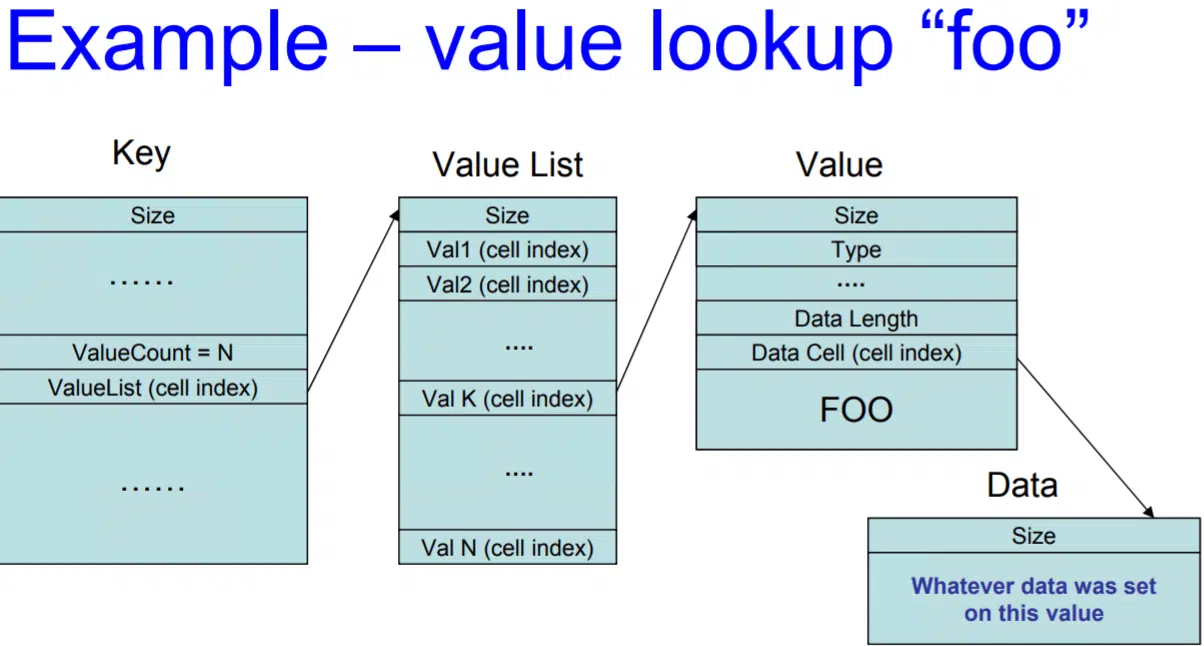 Example – value lookup “foo”
Key
Size
......
ValueCount = N
ValueList (cell index)
......
Value List
Size
Val1 (cell index)
Val2 (cell index)
....
Val K (cell index)
....
Val N (cell index)
Value
Size
Type
....
Data Length
Data Cell (cell index)
FOO
Data
Size
Whatever data was set
on this value